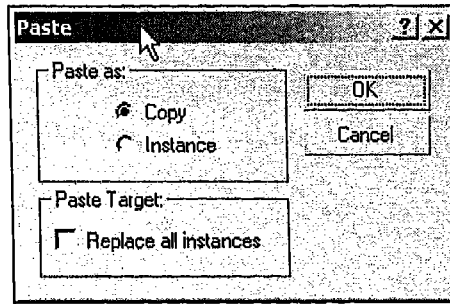 Paste ? ×
Paste as:
Copy
Instance
OK
Cancel
Paste Target:
Replace all instances